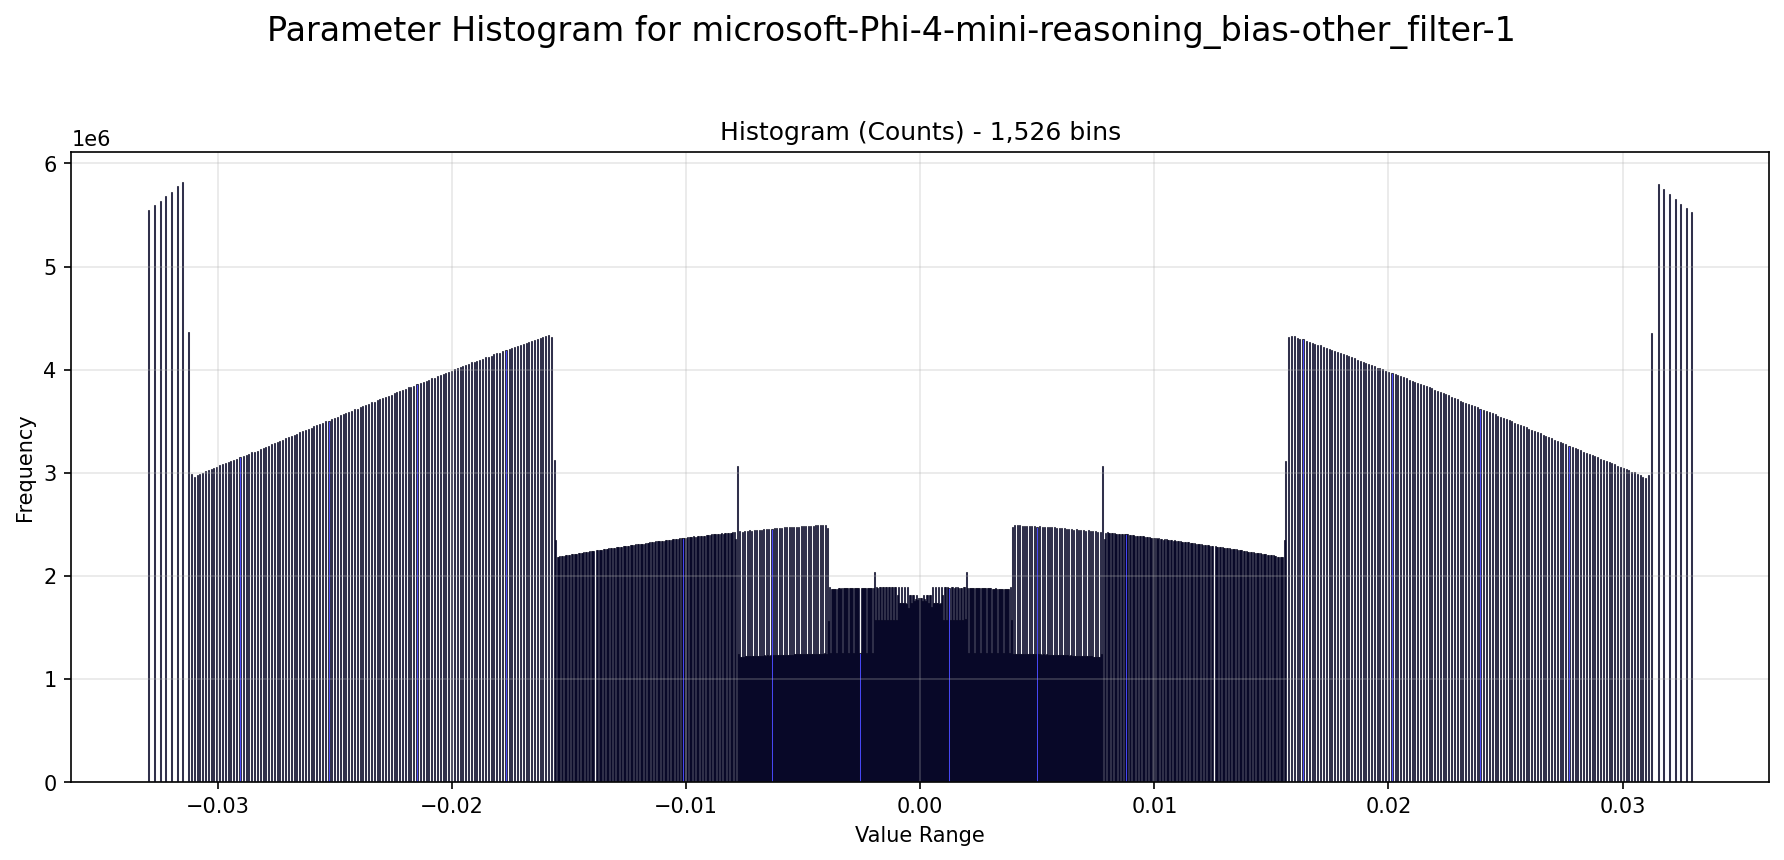 Parameter Histogram for microsoft-Phi-4-mini-reasoning_bias-other_filter-1
Histogram (Counts) - 1,526 bins
1e6
6
5
4
3
2
1
0
Frequency
−0.03
−0.02
−0.01
0.00
0.01
0.02
0.03
Value Range